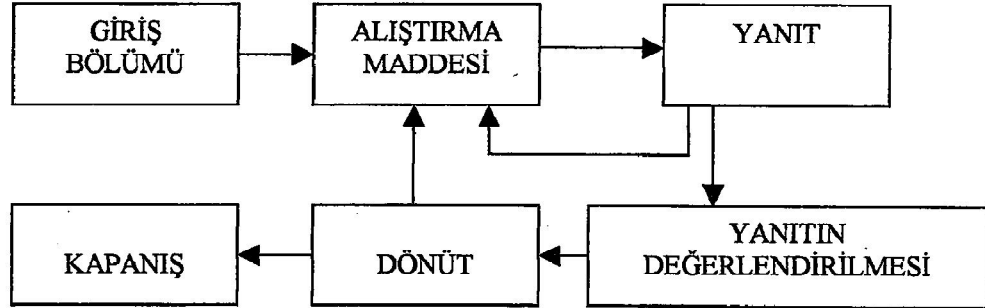 GİRİŞ
BÖLÜMÜ
ALIŞTIRMA
MADDESİ
YANIT
KAPANIŞ
DÖNÜT
YANITIN
DEĞERLENDİRİLMESİ